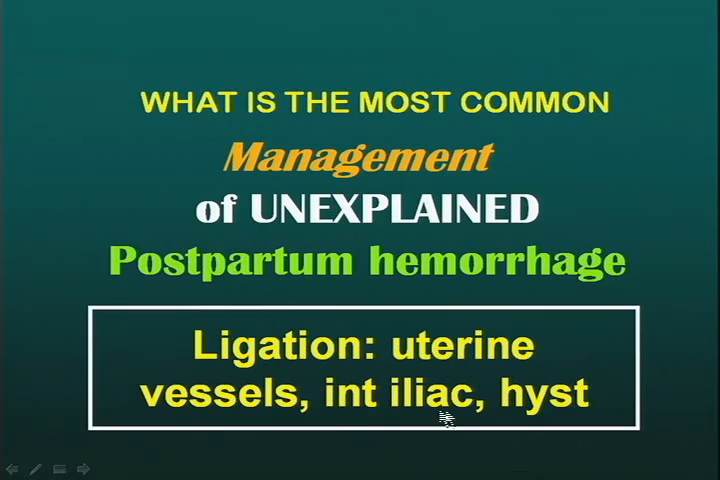 WHAT IS THE MOST COMMON
Management
of UNEXPLAINED
Postpartum hemorrhage
Ligation: uterine
vessels, int iliac, hyst